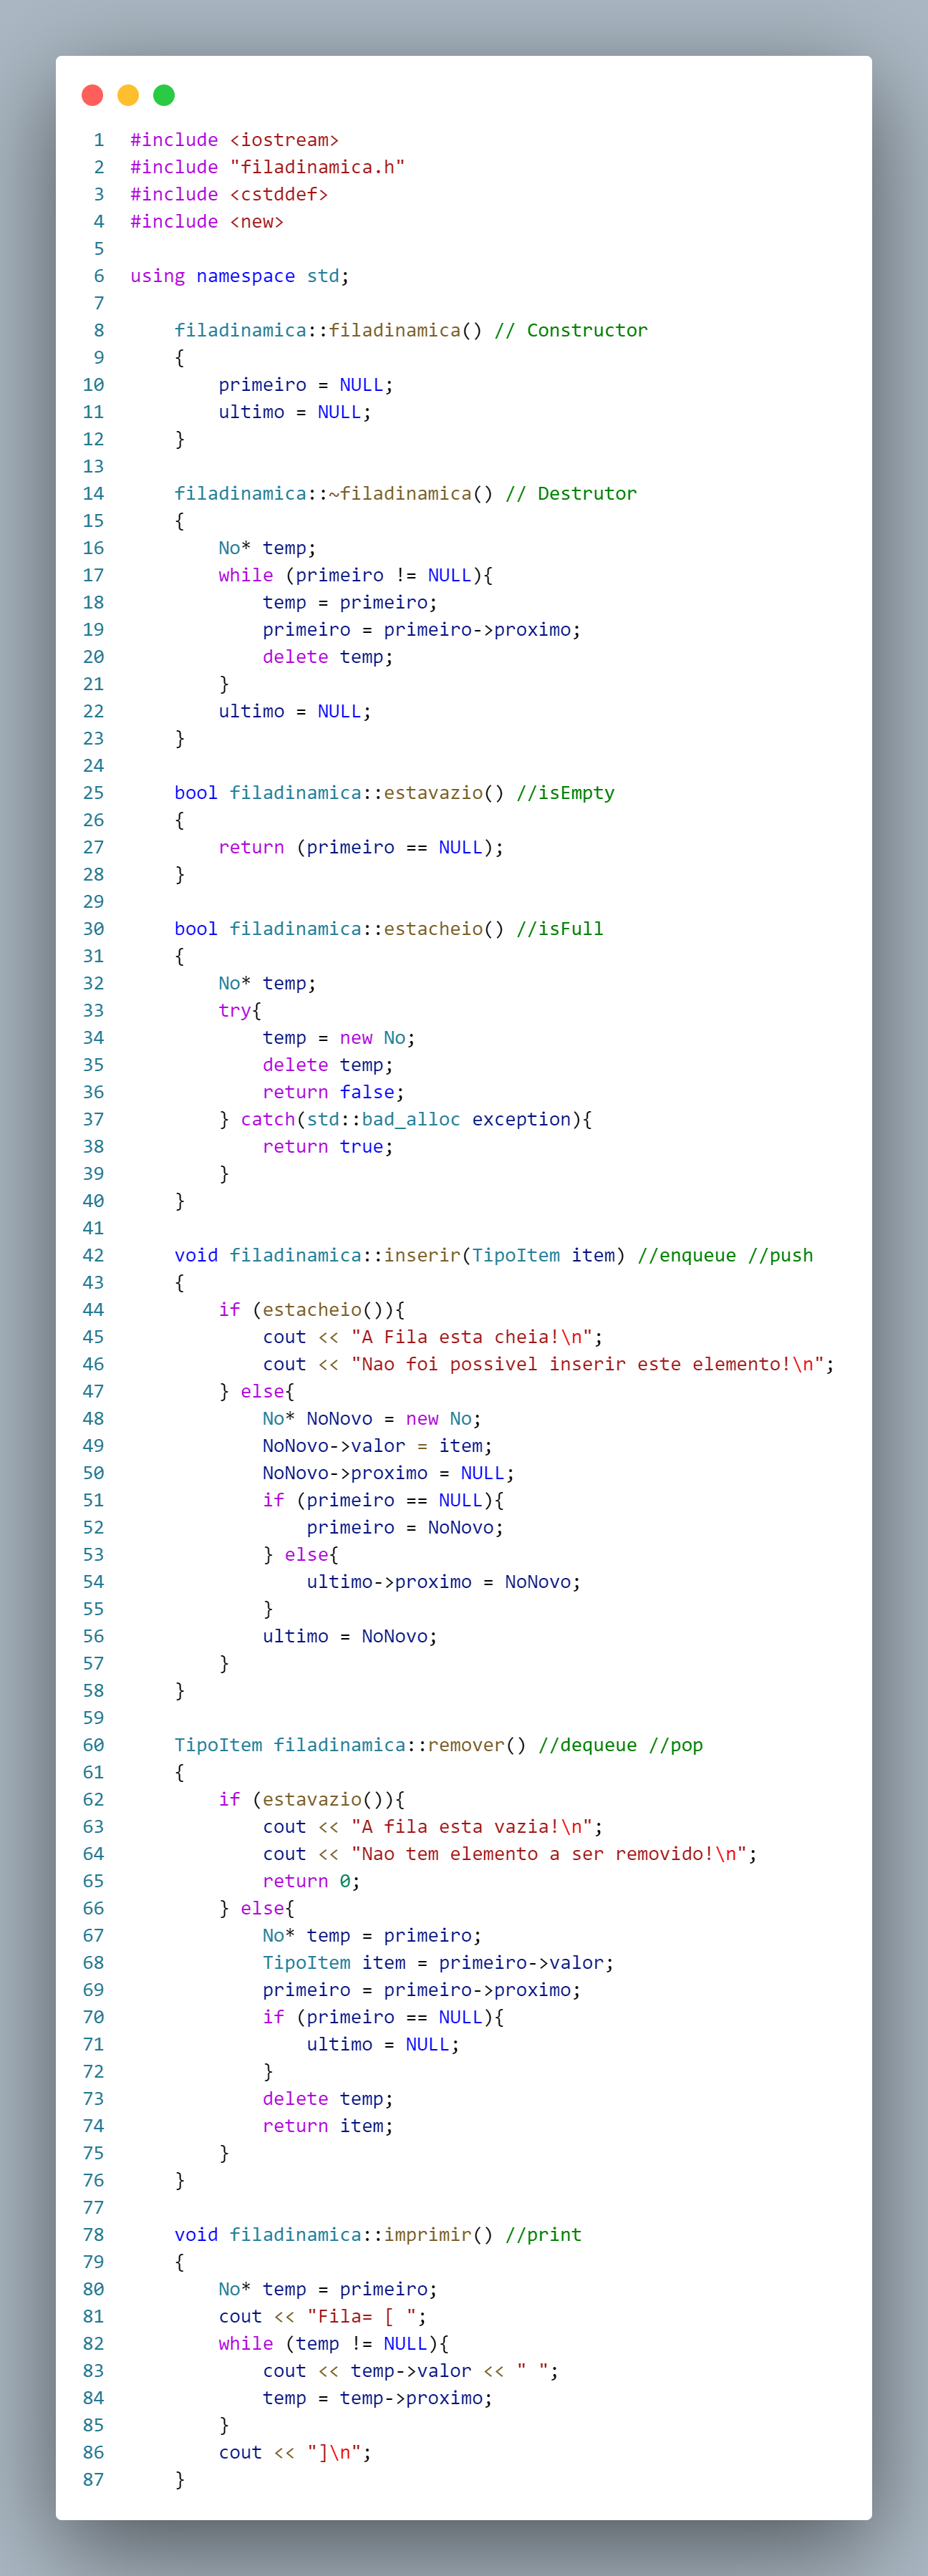 1 #include <iostream>
2 #include "filadinamica.h"
3 #include <cstddef>
4 #include <new>
5
6 using namespace std;
7
8     filadinamica::filadinamica() // Constructor
9     {
10         primeiro = NULL;
11         ultimo = NULL;
12     }
13
14     filadinamica::~filadinamica() // Destrutor
15     {
16         No* temp;
17         while (primeiro != NULL){
18             temp = primeiro;
19             primeiro = primeiro->proximo;
20             delete temp;
21         }
22         ultimo = NULL;
23     }
24
25     bool filadinamica::estavazio() //isEmpty
26     {
27         return (primeiro == NULL);
28     }
29
30     bool filadinamica::estacheio() //isFull
31     {
32         No* temp;
33         try{
34             temp = new No;
35             delete temp;
36             return false;
37         } catch(std::bad_alloc exception){
38             return true;
39         }
40     }
41
42     void filadinamica::inserir(TipoItem item) //enqueue //push
43     {
44         if (estacheio()){
45             cout << "A Fila esta cheia!\n";
46             cout << "Nao foi possivel inserir este elemento!\n";
47         } else{
48             No* NoNovo = new No;
49             NoNovo->valor = item;
50             NoNovo->proximo = NULL;
51             if (primeiro == NULL){
52                 primeiro = NoNovo;
53             } else{
54                 ultimo->proximo = NoNovo;
55             }
56             ultimo = NoNovo;
57         }
58     }
59
60     TipoItem filadinamica::remover() //dequeue //pop
61     {
62         if (estavazio()){
63             cout << "A fila esta vazia!\n";
64             cout << "Nao tem elemento a ser removido!\n";
65             return 0;
66         } else{
67             No* temp = primeiro;
68             TipoItem item = primeiro->valor;
69             primeiro = primeiro->proximo;
70             if (primeiro == NULL){
71                 ultimo = NULL;
72             }
73             delete temp;
74             return item;
75         }
76     }
77
78     void filadinamica::imprimir() //print
79     {
80         No* temp = primeiro;
81         cout << "Fila= [ ";
82         while (temp != NULL){
83             cout << temp->valor << " ";
84             temp = temp->proximo;
85         }
86         cout << "]\n";
87     }